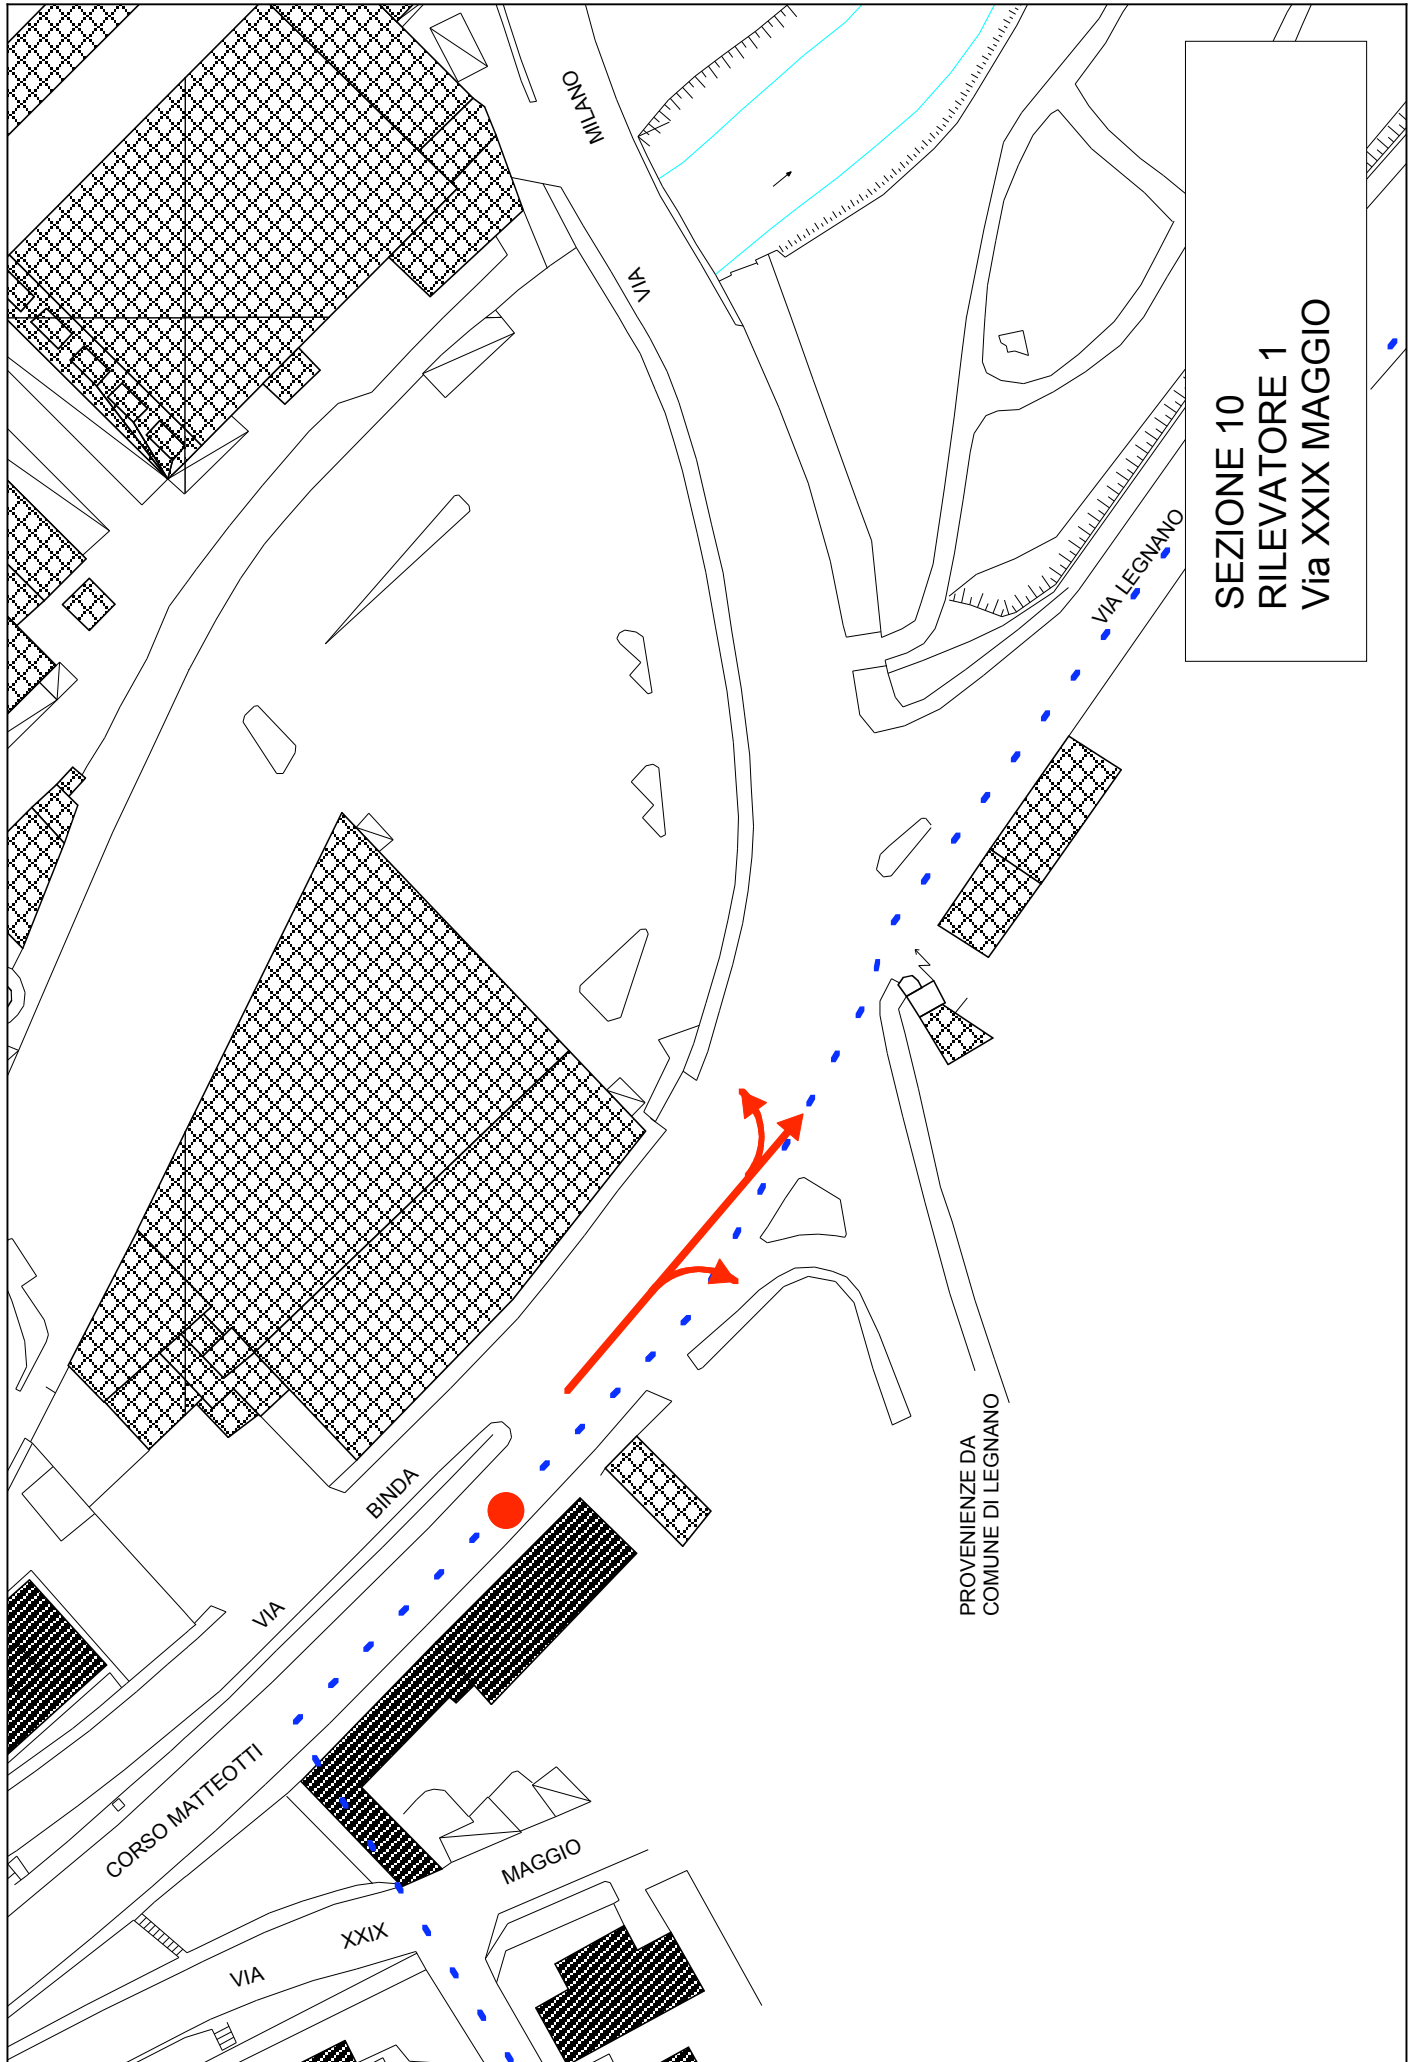 SEZIONE 10
RILEVATORE 1
Via XXIX MAGGIO
MILANO
VIA
VIA LEGNANO
BINDA
VIA
CORSO MATTEOTTI
PROVENIENZE DA
COMUNE DI LEGNANO
MAGGIO
XXIX
VIA